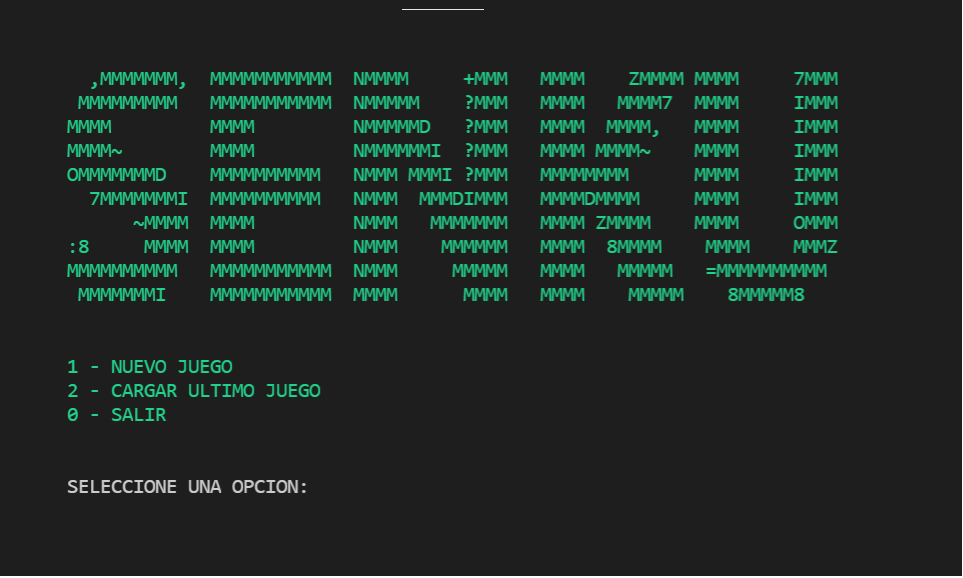 ,MMMMMMM,  MMMMMMMMMMM  NMMMM     +MMM   MMMM    ZMMMM MMMM     7MMM
 MMMMMMMMM   MMMMMMMMMMM  NMMMMM    ?MMM   MMMM   MMMM7  MMMM     IMMM
MMMM         MMMM         NMMMMMD   ?MMM   MMMM  MMMM,   MMMM     IMMM
MMMM~        MMMM         NMMMMMMI  ?MMM   MMMM MMMM~    MMMM     IMMM
OMMMMMMMD    MMMMMMMMMM   NMMM MMMI ?MMM   MMMMMMMM      MMMM     IMMM
  7MMMMMMMI  MMMMMMMMMM   NMMM  MMMDIMMM   MMMMDMMMM     MMMM     IMMM
      ~MMMM  MMMM         NMMM   MMMMMMM   MMMM ZMMMM    MMMM     OMMM
:8     MMMM  MMMM         NMMM    MMMMMM   MMMM  8MMMM    MMMM    MMMZ
MMMMMMMMMM   MMMMMMMMMMM  NMMM     MMMMM   MMMM   MMMMM   =MMMMMMMMMM
 MMMMMMMI    MMMMMMMMMMM  MMMM      MMMM   MMMM    MMMMM    8MMMMM8
1 - NUEVO JUEGO
2 - CARGAR ULTIMO JUEGO
0 - SALIR
SELECCIONE UNA OPCION: